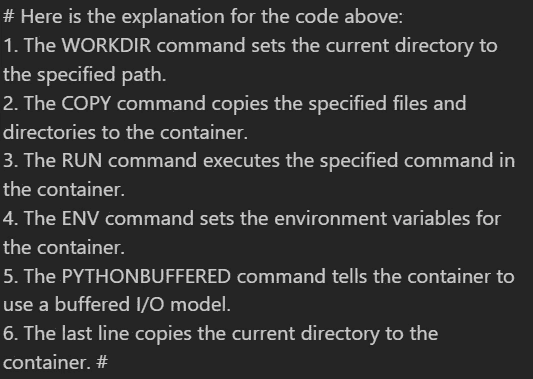 # Here is the explanation for the code above:
1. The WORKDIR command sets the current directory to
the specified path.
2. The COPY command copies the specified files and
directories to the container.
3. The RUN command executes the specified command in
the container.
4. The ENV command sets the environment variables for
the container.
5. The PYTHONBUFFERED command tells the container to
use a buffered I/O model.
6. The last line copies the current directory to the
container. #